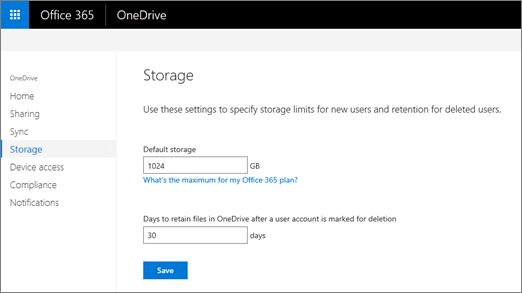 Office 365 OneDrive
OneDrive
Home
Sharing
Sync
Storage
Device access
Compliance
Notifications
Storage
Use these settings to specify storage limits for new users and retention for deleted users.
Default storage
1024 GB
What's the maximum for my Office 365 plan?
Days to retain files in OneDrive after a user account is marked for deletion
30 days
Save